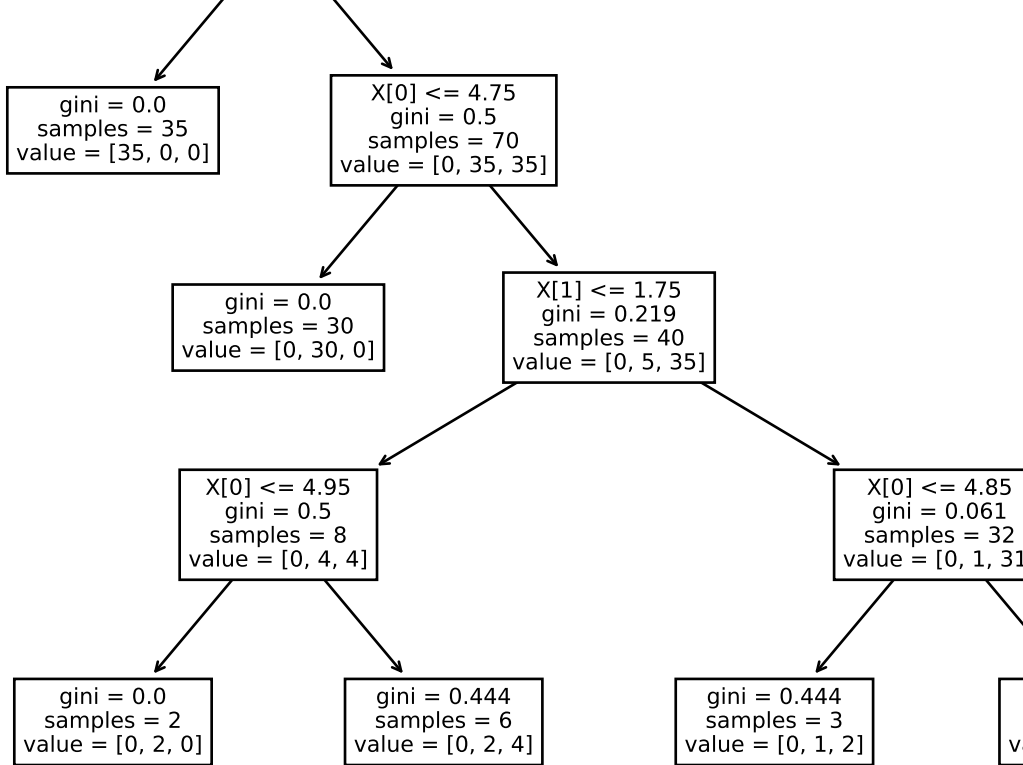 gini = 0.0
samples = 35
value = [35, 0, 0]
X[0] <= 4.75
gini = 0.5
samples = 70
value = [0, 35, 35]
gini = 0.0
samples = 30
value = [0, 30, 0]
X[1] <= 1.75
gini = 0.219
samples = 40
value = [0, 5, 35]
X[0] <= 4.95
gini = 0.5
samples = 8
value = [0, 4, 4]
X[0] <= 4.85
gini = 0.061
samples = 32
value = [0, 1, 31
gini = 0.0
samples = 2
value = [0, 2, 0]
gini = 0.444
samples = 6
value = [0, 2, 4]
gini = 0.444
samples = 3
value = [0, 1, 2]